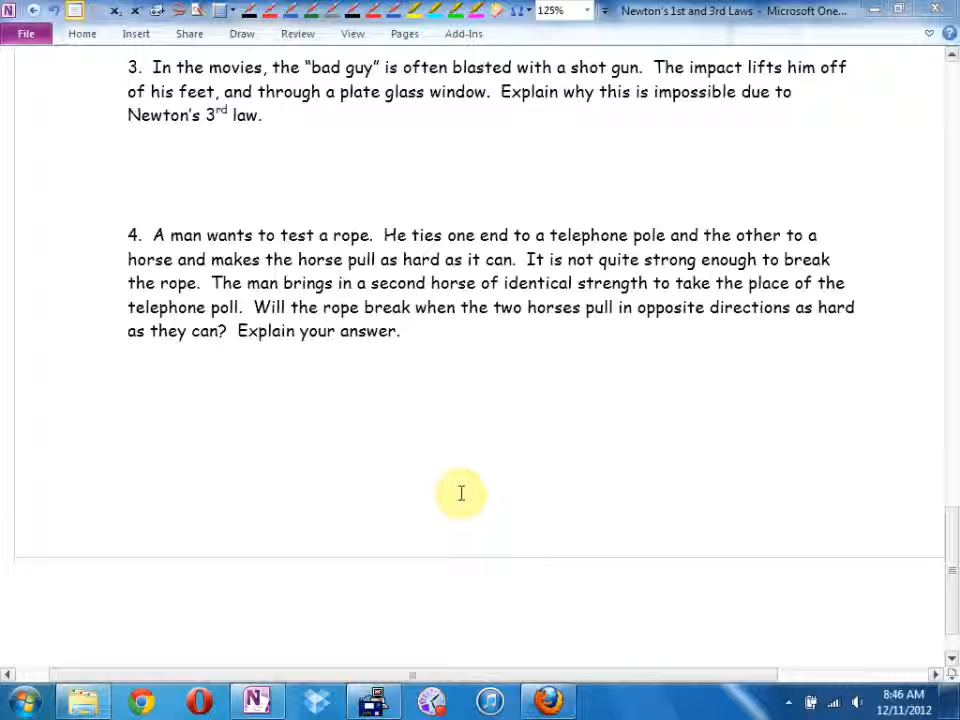 Newton's 1st and 3rd Laws - Microsoft One...
125%
File Home Insert Share Draw Review View Pages Add-Ins
3. In the movies, the "bad guy" is often blasted with a shot gun. The impact lifts him off
of his feet, and through a plate glass window. Explain why this is impossible due to
Newton's 3rd law.
4. A man wants to test a rope. He ties one end to a telephone pole and the other to a
horse and makes the horse pull as hard as it can. It is not quite strong enough to break
the rope. The man brings in a second horse of identical strength to take the place of the
telephone poll. Will the rope break when the two horses pull in opposite directions as hard
as they can? Explain your answer.
8:46 AM
12/11/2012